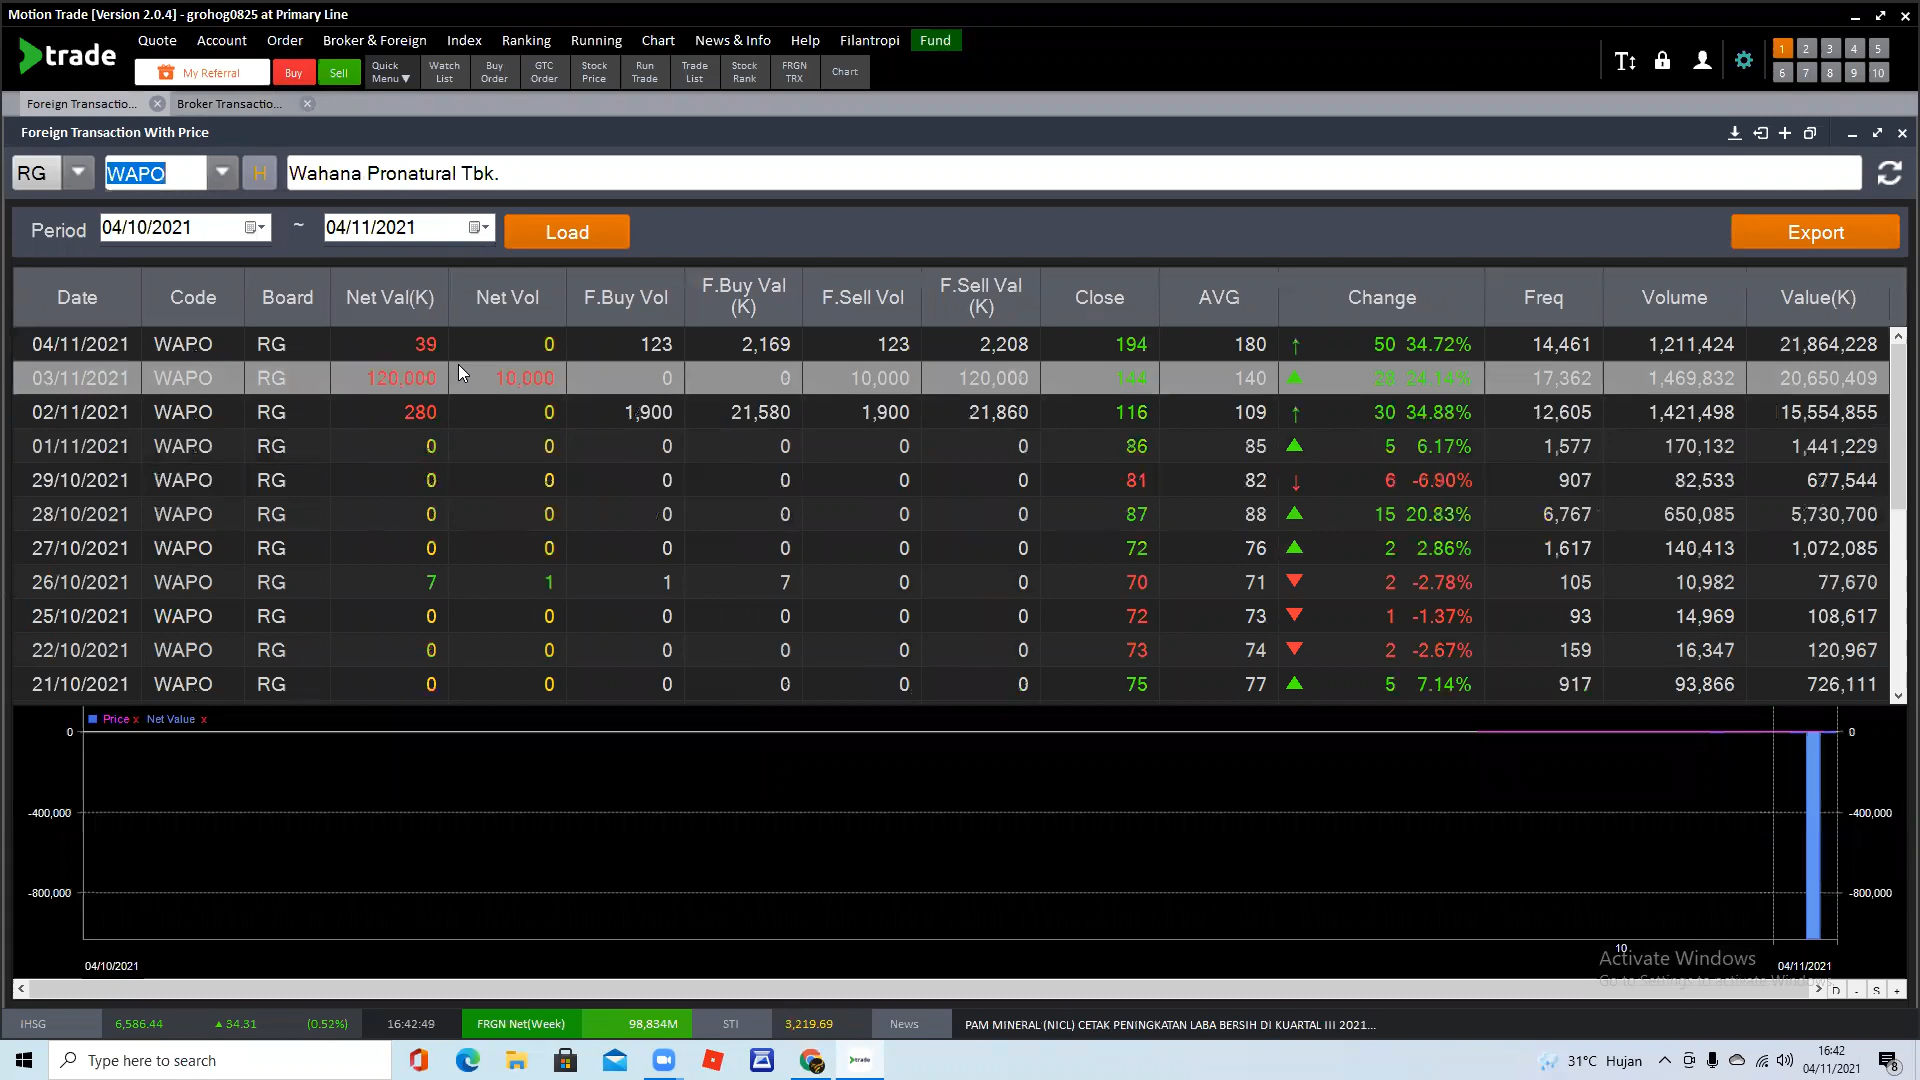 Motion Trade [Version 2.0.4] - grohog0825 at Primary Line
trade
Quote Account Order Broker & Foreign Index Ranking Running Chart News & Info Help Filantropi Fund
My Referral Buy Sell Quick Menu▼ Watch List Buy Order GTC Order Stock Price Run Trade Trade List Stock Rank FRGN TRX Chart
1 2 3 4 5
6 7 8 9 10
Foreign Transactio... Broker Transactio...
Foreign Transaction With Price
RG WAPO H Wahana Pronatural Tbk.
Period 04/10/2021 ~ 04/11/2021 Load Export
Date Code Board Net Val(K) Net Vol F.Buy Vol F.Buy Val (K) F.Sell Vol F.Sell Val (K) Close AVG Change Freq Volume Value(K)
04/11/2021 WAPO RG 39 0 123 2,169 123 2,208 194 180 ↑ 50 34.72% 14,461 1,211,424 21,864,228
03/11/2021 WAPO RG 120,000 10,000 0 0 10,000 120,000 144 140 ▲ 28 24.14% 17,362 1,469,832 20,650,409
02/11/2021 WAPO RG 280 0 1,900 21,580 1,900 21,860 116 109 ↑ 30 34.88% 12,605 1,421,498 15,554,855
01/11/2021 WAPO RG 0 0 0 0 0 0 86 85 ▲ 5 6.17% 1,577 170,132 1,441,229
29/10/2021 WAPO RG 0 0 0 0 0 0 81 82 ↓ 6 -6.90% 907 82,533 677,544
28/10/2021 WAPO RG 0 0 0 0 0 0 87 88 ▲ 15 20.83% 6,767 650,085 5,730,700
27/10/2021 WAPO RG 0 0 0 0 0 0 72 76 ▲ 2 2.86% 1,617 140,413 1,072,085
26/10/2021 WAPO RG 7 1 1 7 0 0 70 71 ▼ 2 -2.78% 105 10,982 77,670
25/10/2021 WAPO RG 0 0 0 0 0 0 72 73 ▼ 1 -1.37% 93 14,969 108,617
22/10/2021 WAPO RG 0 0 0 0 0 0 73 74 ▼ 2 -2.67% 159 16,347 120,967
21/10/2021 WAPO RG 0 0 0 0 0 0 75 77 ▲ 5 7.14% 917 93,866 726,111
Price x Net Value x
0 0
-400,000 -400,000
-800,000 -800,000
10
Activate Windows
04/10/2021 04/11/2021
Go to Settings to activate Windows.
D - S +
IHSG 6,586.44 ▲ 34.31 (0.52%) 16:42:49 FRGN Net(Week) 98,834M STI 3,219.69 News PAM MINERAL (NICL) CETAK PENINGKATAN LABA BERSIH DI KUARTAL III 2021...
Type here to search trade 31°C Hujan 16:42
04/11/2021 8